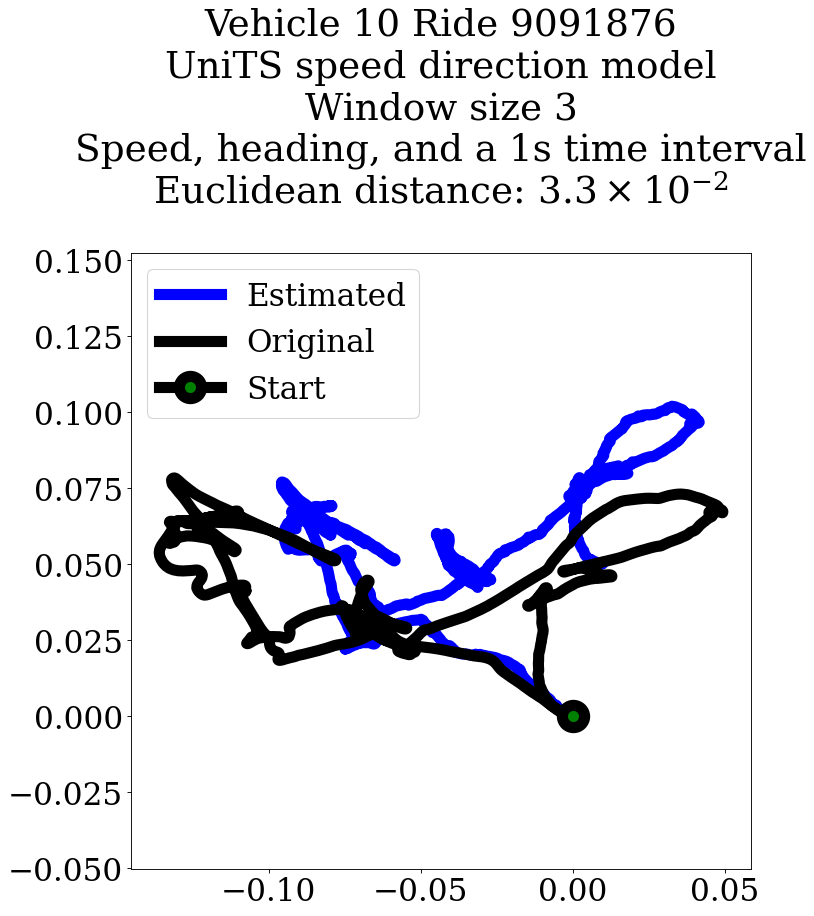 Vehicle 10 Ride 9091876
UniTS speed direction model
Window size 3
Speed, heading, and a 1s time interval
Euclidean distance: 3.3 × 10⁻²
0.150
Estimated
0.125
Original
Start
0.100
0.075
0.050
0.025
0.000
−0.025
−0.050
−0.10 −0.05 0.00 0.05